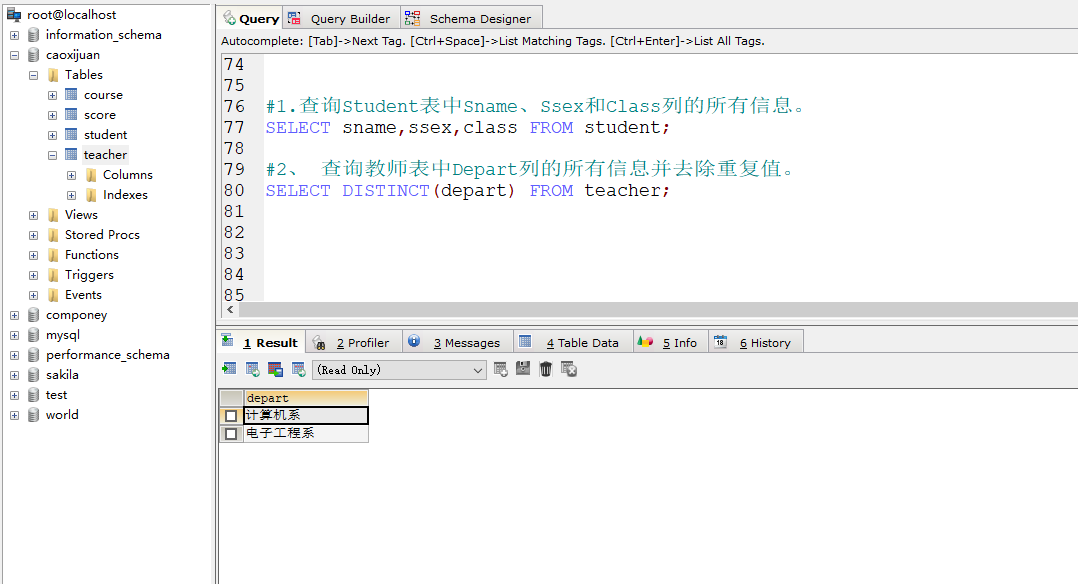 root@localhost
information_schema
caoxijuan
Tables
course
score
student
teacher
Columns
Indexes
Views
Stored Procs
Functions
Triggers
Events
componey
mysql
performance_schema
sakila
test
world
Query Query Builder Schema Designer
Autocomplete: [Tab]->Next Tag. [Ctrl+Space]->List Matching Tags. [Ctrl+Enter]->List All Tags.
74
75
76 #1.查询Student表中Sname、Ssex和Class列的所有信息。
77 SELECT sname,ssex,class FROM student;
78
79 #2、 查询教师表中Depart列的所有信息并去除重复值。
80 SELECT DISTINCT(depart) FROM teacher;
81
82
83
84
85
1 Result 2 Profiler 3 Messages 4 Table Data 5 Info 18 6 History
(Read Only)
depart
计算机系
电子工程系